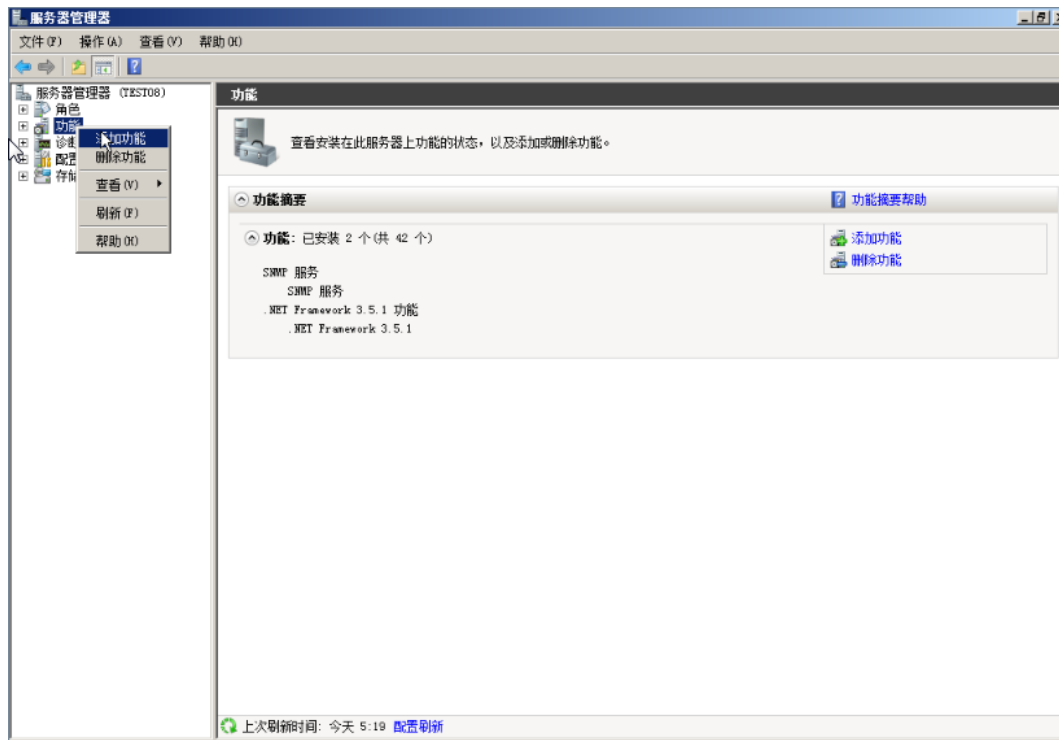 服务器管理器
文件(F) 操作(A) 查看(V) 帮助(H)
服务器管理器 (TEST08)
角色
功能
诊
配置
存储
添加功能
删除功能
查看(V)
刷新(F)
帮助(H)
功能
查看安装在此服务器上功能的状态，以及添加或删除功能。
功能摘要
功能摘要帮助
功能: 已安装 2 个(共 42 个)
添加功能
删除功能
SNMP 服务
SNMP 服务
.NET Framework 3.5.1 功能
.NET Framework 3.5.1
上次刷新时间: 今天 5:19 配置刷新